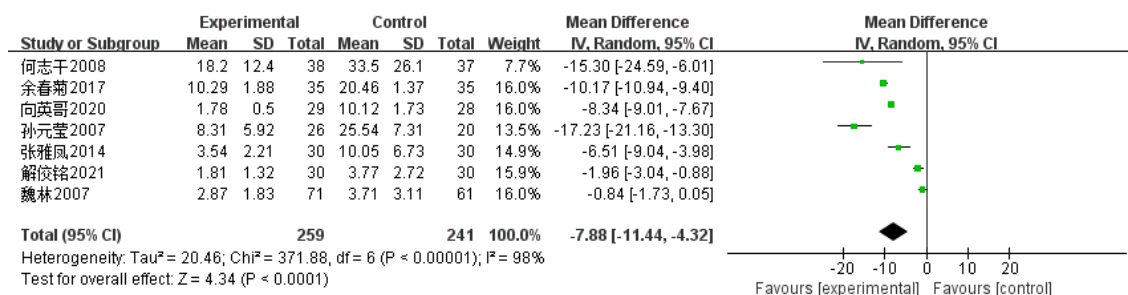 Experimental Control Mean Difference Mean Difference
Study or Subgroup Mean SD Total Mean SD Total Weight IV, Random, 95% CI IV, Random, 95% CI
何志干2008 18.2 12.4 38 33.5 26.1 37 7.7% -15.30 [-24.59, -6.01]
余春菊2017 10.29 1.88 35 20.46 1.37 35 16.0% -10.17 [-10.94, -9.40]
向英哥2020 1.78 0.5 29 10.12 1.73 28 16.0% -8.34 [-9.01, -7.67]
孙元莹2007 8.31 5.92 26 25.54 7.31 20 13.5% -17.23 [-21.16, -13.30]
张雅凤2014 3.54 2.21 30 10.05 6.73 30 14.9% -6.51 [-9.04, -3.98]
解佼铭2021 1.81 1.32 30 3.77 2.72 30 15.9% -1.96 [-3.04, -0.88]
魏林2007 2.87 1.83 71 3.71 3.11 61 16.0% -0.84 [-1.73, 0.05]
Total (95% CI) 259 241 100.0% -7.88 [-11.44, -4.32]
Heterogeneity: Tau² = 20.46; Chi² = 371.88, df = 6 (P < 0.00001); I² = 98%
Test for overall effect: Z = 4.34 (P < 0.0001)
-20 -10 0 10 20
Favours [experimental] Favours [control]